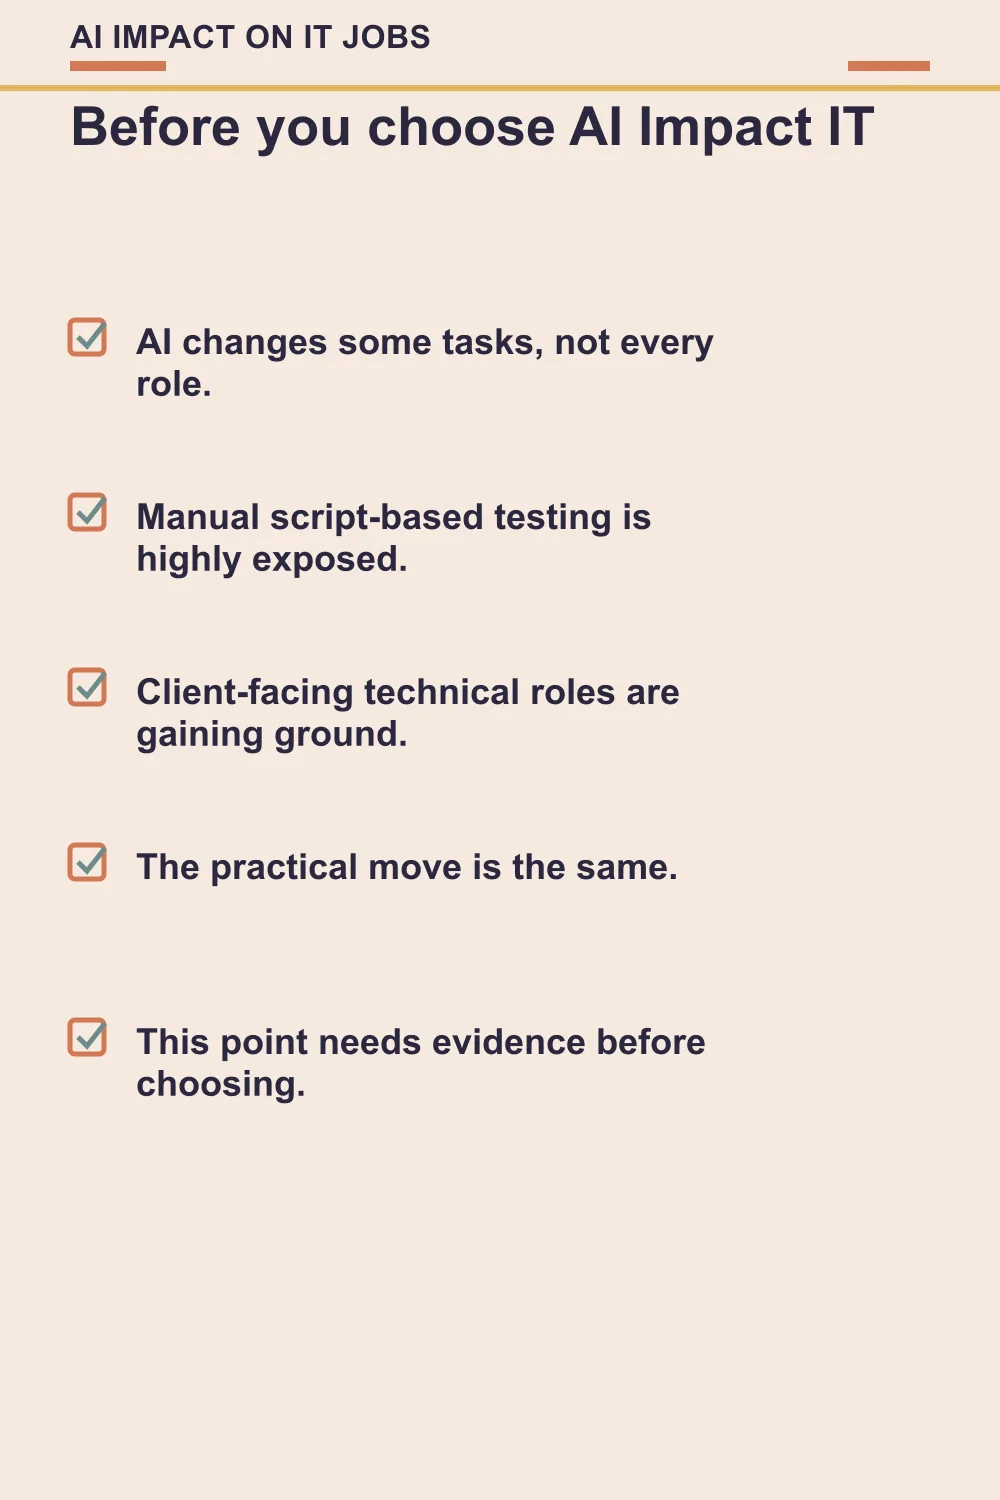 AI IMPACT ON IT JOBS
Before you choose AI Impact IT
AI changes some tasks, not every
role.
Manual script-based testing is
highly exposed.
Client-facing technical roles are
gaining ground.
The practical move is the same.
This point needs evidence before
choosing.